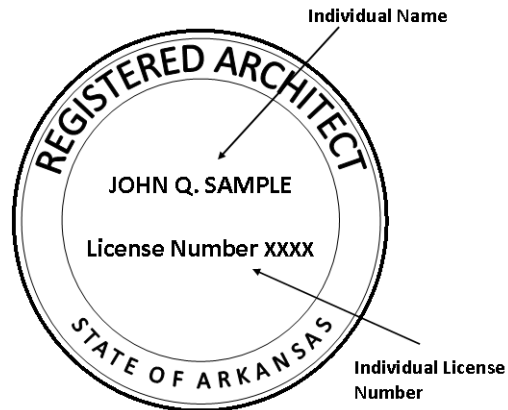 Individual Name
REGISTERED ARCHITECT
JOHN Q. SAMPLE
License Number XXXX
STATE OF ARKANSAS
Individual License
Number